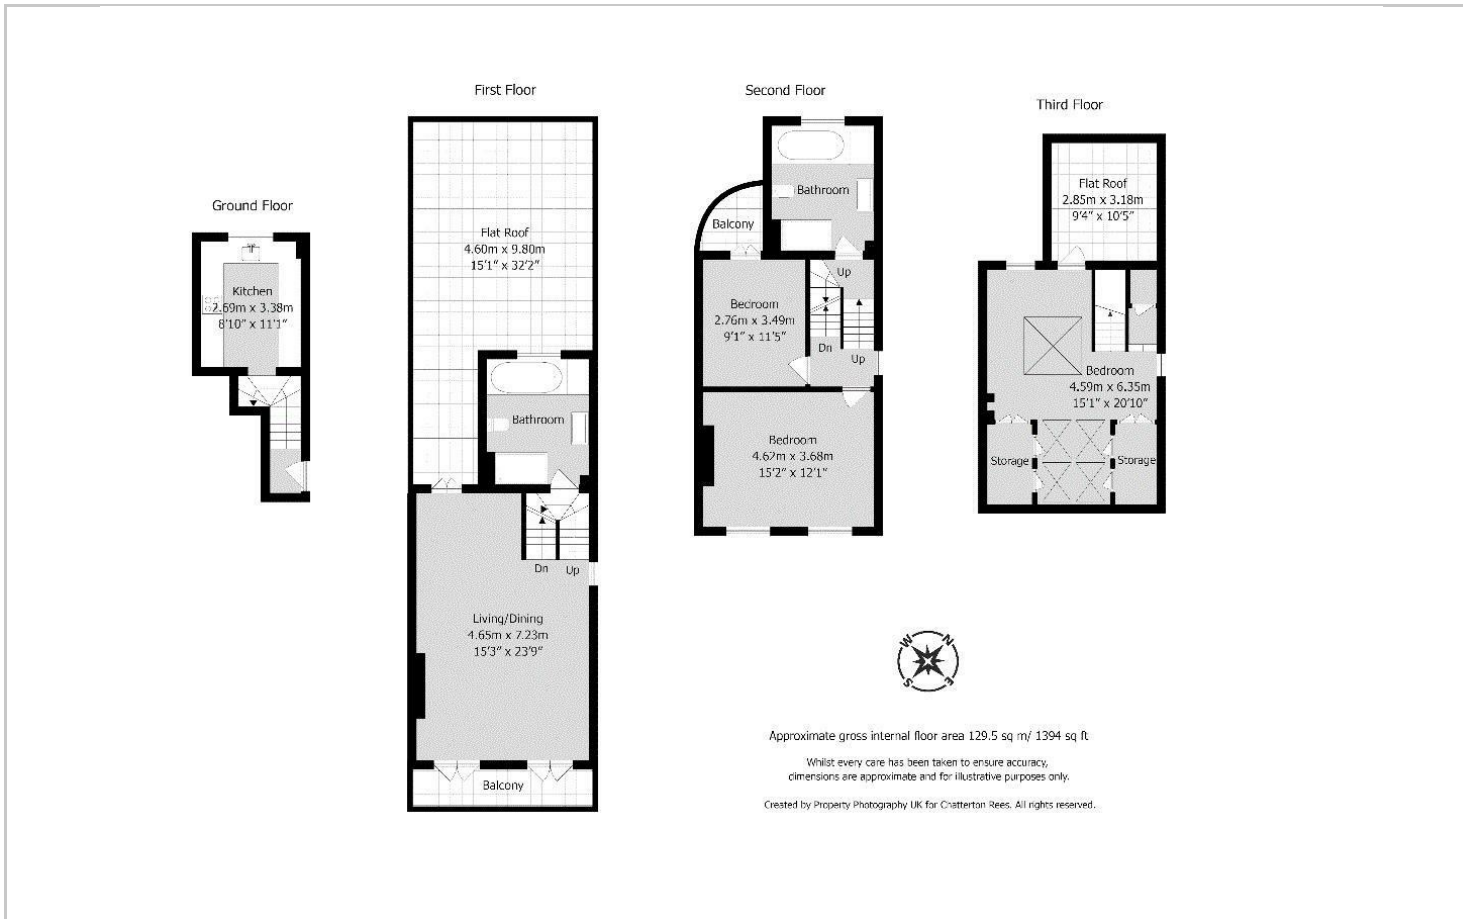 First Floor
Second Floor
Third Floor
Ground Floor
Kitchen
2.69m x 3.38m
8'10" x 11'1"
Flat Roof
4.60m x 9.80m
15'1" x 32'2"
Bathroom
Dn
Up
Living/Dining
4.65m x 7.23m
15'3" x 23'9"
Balcony
Bathroom
Balcony
Up
Bedroom
2.76m x 3.49m
9'1" x 11'5"
Dn
Up
Bedroom
4.62m x 3.68m
15'2" x 12'1"
Flat Roof
2.85m x 3.18m
9'4" x 10'5"
Bedroom
4.59m x 6.35m
15'1" x 20'10"
Storage
Storage
W
N
S
E
Approximate gross internal floor area 129.5 sq m/ 1394 sq ft
Whilst every care has been taken to ensure accuracy,
dimensions are approximate and for illustrative purposes only.
Created by Property Photography UK for Chatterton Rees. All rights reserved.